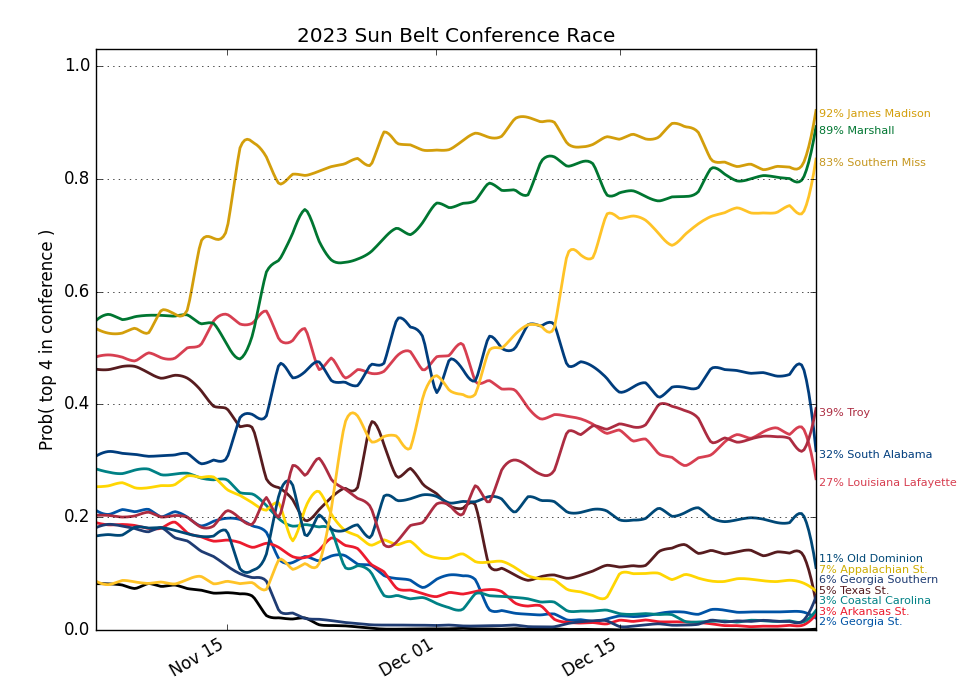 2023 Sun Belt Conference Race
Prob( top 4 in conference )
1.0
0.8
0.6
0.4
0.2
0.0
Nov 15
Dec 01
Dec 15
92% James Madison
89% Marshall
83% Southern Miss
39% Troy
32% South Alabama
27% Louisiana Lafayette
11% Old Dominion
7% Appalachian St.
6% Georgia Southern
5% Texas St.
3% Coastal Carolina
3% Arkansas St.
2% Georgia St.